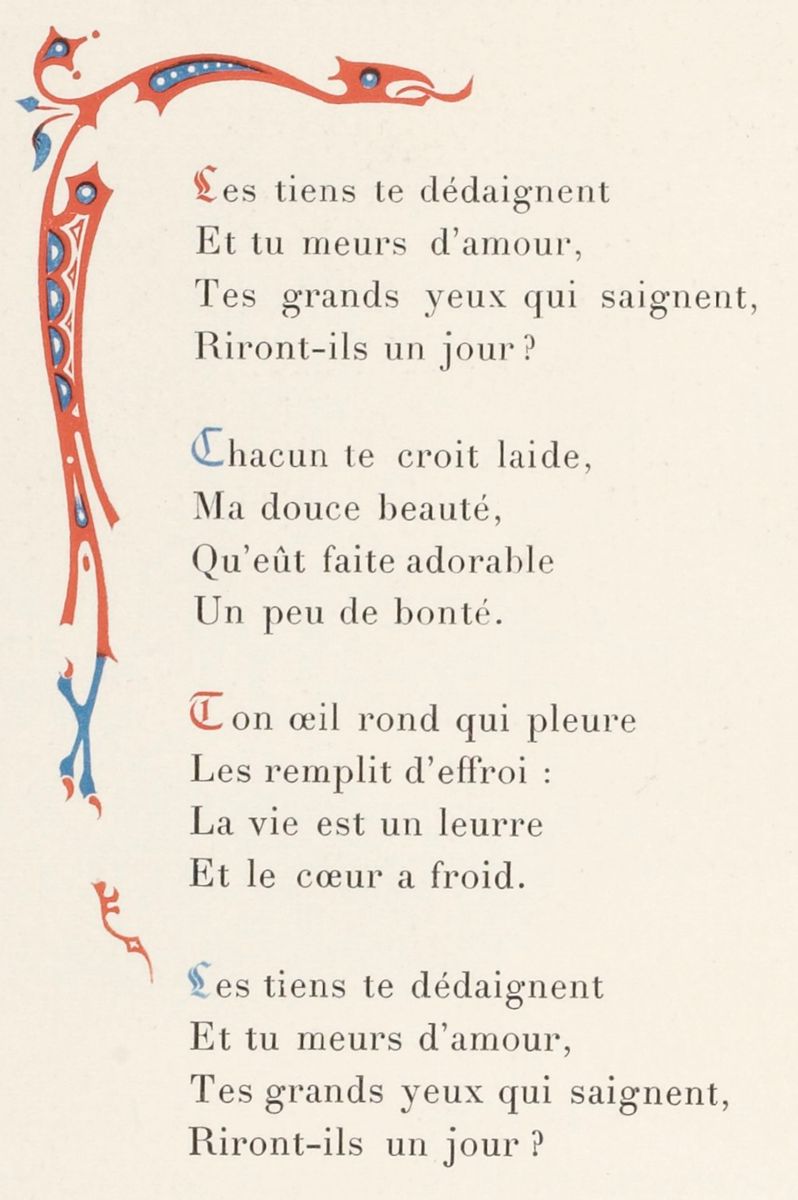 Les tiens te dédaignent
Et tu meurs d'amour,
Tes grands yeux qui saignent,
Riront-ils un jour ?
Chacun te croit laide,
Ma douce beauté,
Qu'eût faite adorable
Un peu de bonté.
Ton œil rond qui pleure
Les remplit d'effroi :
La vie est un leurre
Et le cœur a froid.
Les tiens te dédaignent
Et tu meurs d'amour,
Tes grands yeux qui saignent,
Riront-ils un jour ?